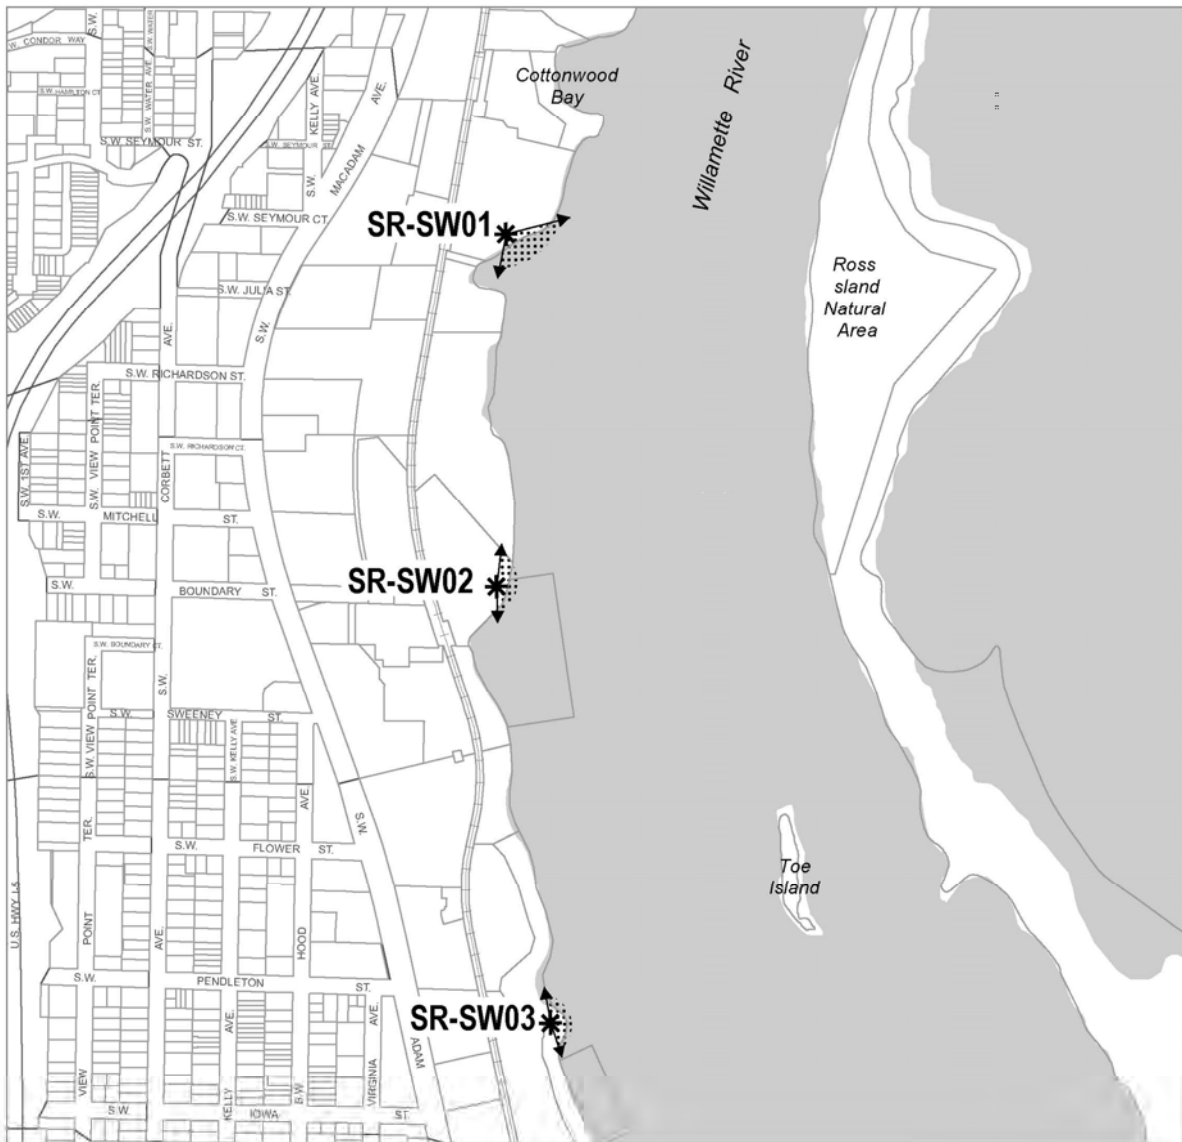 S.W.
S.W. WATER
S.W. CONDOR WAY
S.W. HAMILTON CT.
S.W. WATER AVE.
S.W. SEYMOUR ST.
KELLY AVE.
S.W.
S.W. SEYMOUR ST.
AVE.
MACADAM
S.W.
S.W. SEYMOUR CT.
S.W. JULIA ST.
Cottonwood
Bay
Willamette River
SR-SW01
Ross
sland
Natural
Area
AVE.
CORBETT
S.W.
S.W. RICHARDSON ST.
S.W. RICHARDSON CT.
S.W. VIEW POINT TER.
S.W. 1ST AVE.
S.W. MITCHELL ST.
SR-SW02
S.W. BOUNDARY ST.
S.W. BOUNDARY CT.
S.W. VIEW POINT TER.
S.W. SWEENEY ST.
S.W. KELLY AVE
AVE.
HOOD
S.W.
S.W.
ADAM
TER.
POINT
VIEW
S.W. FLOWER ST.
Toe
Island
U.S. HWY I-5
AVE.
S.W. PENDLETON ST.
SR-SW03
AVE.
KELLY
AVE.
VIRGINIA
S.W. IOWA ST.